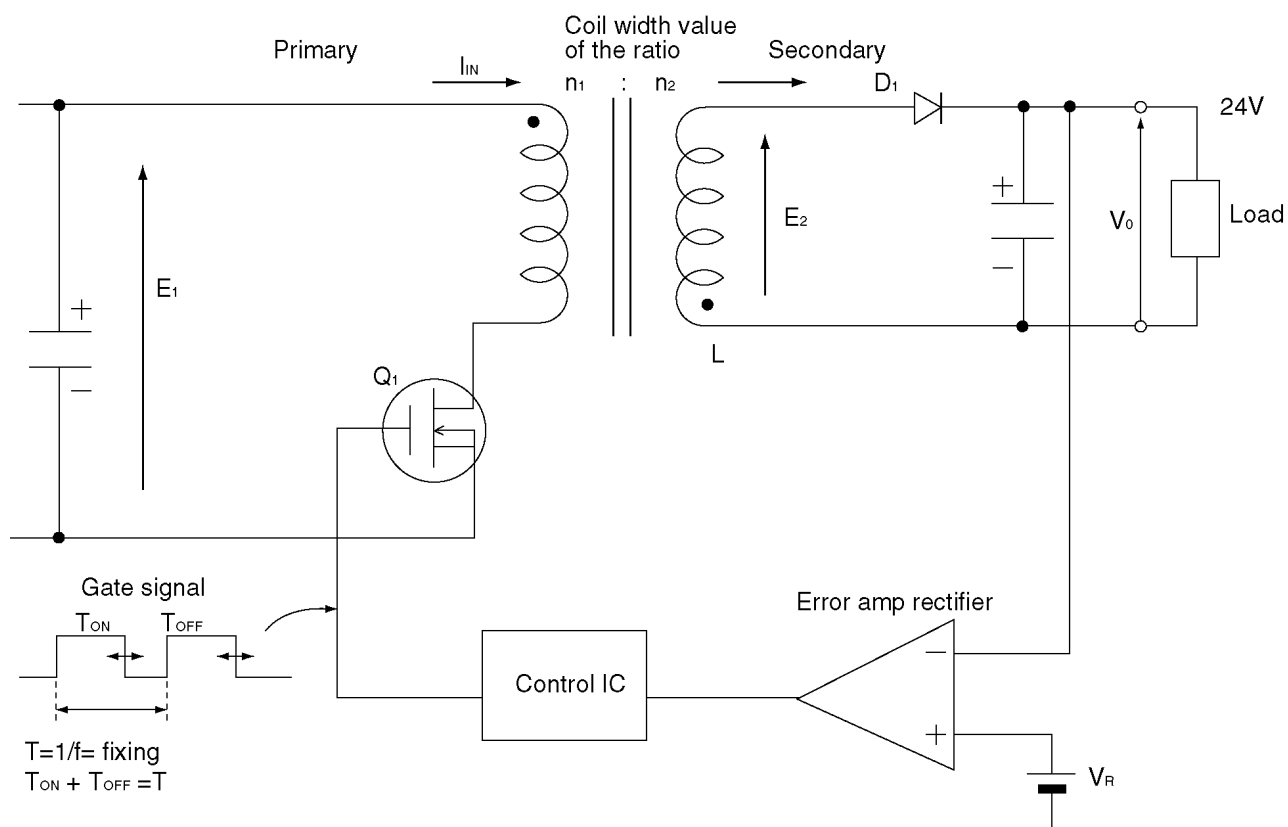 Coil width value
of the ratio
Primary
Secondary
IIN
n1 : n2
D1
24V
E1
+
−
E2
+
−
V0
Load
L
Q1
Gate signal
TON TOFF
Error amp rectifier
Control IC
−
+
VR
T=1/f= fixing
TON + TOFF =T